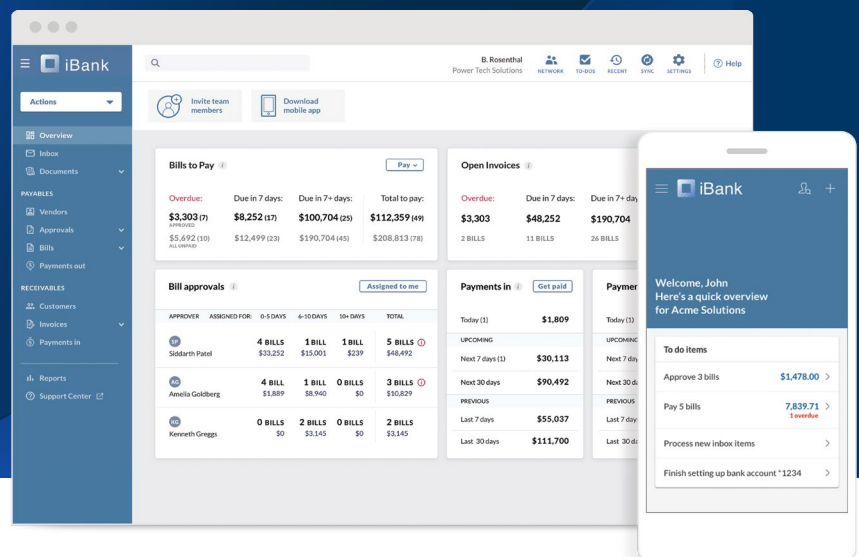 iBank
B. Rosenthal
Power Tech Solutions
NETWORK
TO-DOS
RECENT
SYNC
SETTINGS
? Help
Actions
Invite team
members
Download
mobile app
Overview
Inbox
Documents
PAYABLES
Vendors
Approvals
Bills
Payments out
RECEIVABLES
Customers
Invoices
Payments in
Reports
Support Center
Bills to Pay i
Pay
Overdue: Due in 7 days: Due in 7+ days: Total to pay:
$3,303 (7) $8,252 (17) $100,704 (25) $112,359 (49)
APPROVED
$5,692 (10) $12,499 (23) $190,704 (45) $208,813 (78)
ALL UNPAID
Open Invoices i
Overdue: Due in 7 days: Due in 7+ day
$3,303 $48,252 $190,704
2 BILLS 11 BILLS 26 BILLS
Bill approvals i
Assigned to me
APPROVER ASSIGNED FOR: 0-5 DAYS 6-10 DAYS 10+ DAYS TOTAL
SP
4 BILLS 1 BILL 1 BILL 5 BILLS
Siddarth Patel $33,252 $15,001 $239 $48,492
AG
4 BILL 1 BILL 0 BILLS 3 BILLS
Amelia Goldberg $1,889 $8,940 $0 $10,829
KG
0 BILLS 2 BILLS 0 BILLS 2 BILLS
Kenneth Greggs $0 $3,145 $0 $3,145
Payments in i
Get paid
Today (1) $1,809
UPCOMING
Next 7 days (1) $30,113
Next 30 days $90,492
PREVIOUS
Last 7 days $55,037
Last 30 days $111,700
Paymen
Today (1)
UPCOMING
Next 7 day
Next 30 da
PREVIOUS
Last 7 day
Last 30 da
iBank
Welcome, John
Here's a quick overview
for Acme Solutions
To do items
Approve 3 bills $1,478.00
Pay 5 bills 7,839.71
1 overdue
Process new inbox items
Finish setting up bank account *1234